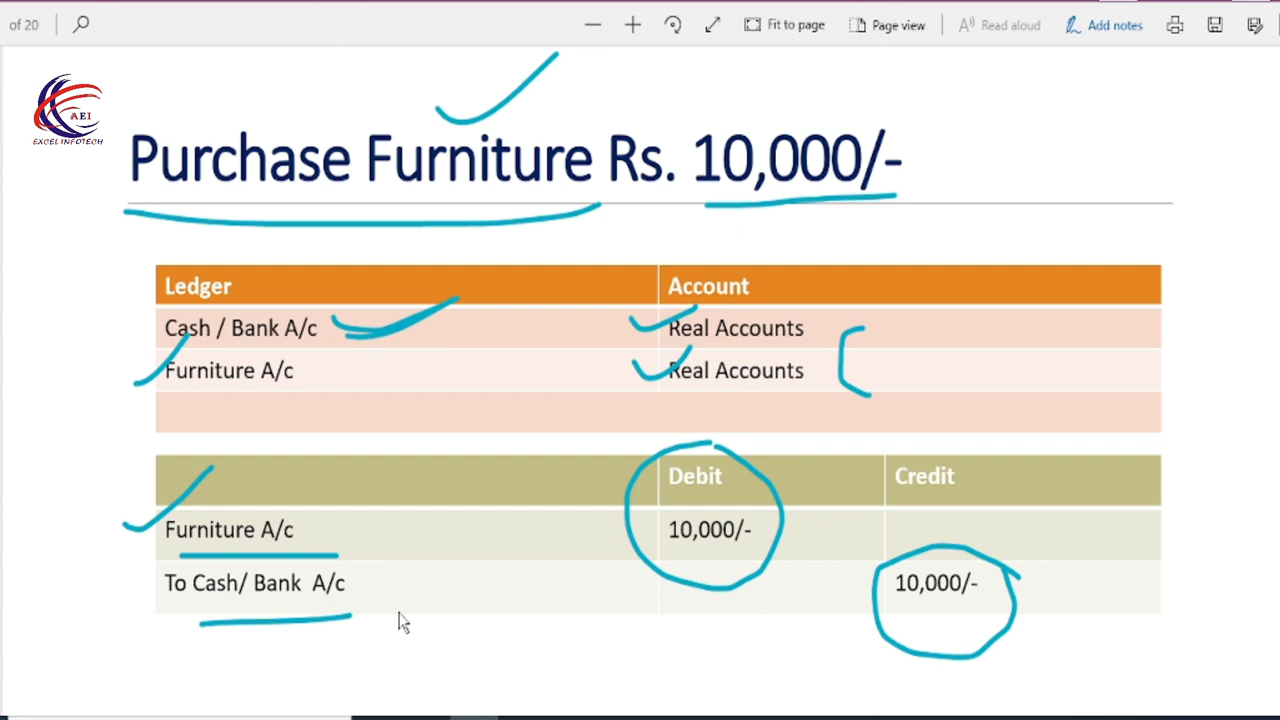 of 20
Fit to page
Page view
Read aloud
Add notes
AEI
EXCEL INFOTECH
Purchase Furniture Rs. 10,000/-
Ledger Account
Cash / Bank A/c Real Accounts
Furniture A/c Real Accounts
Debit Credit
Furniture A/c 10,000/-
To Cash/ Bank A/c 10,000/-